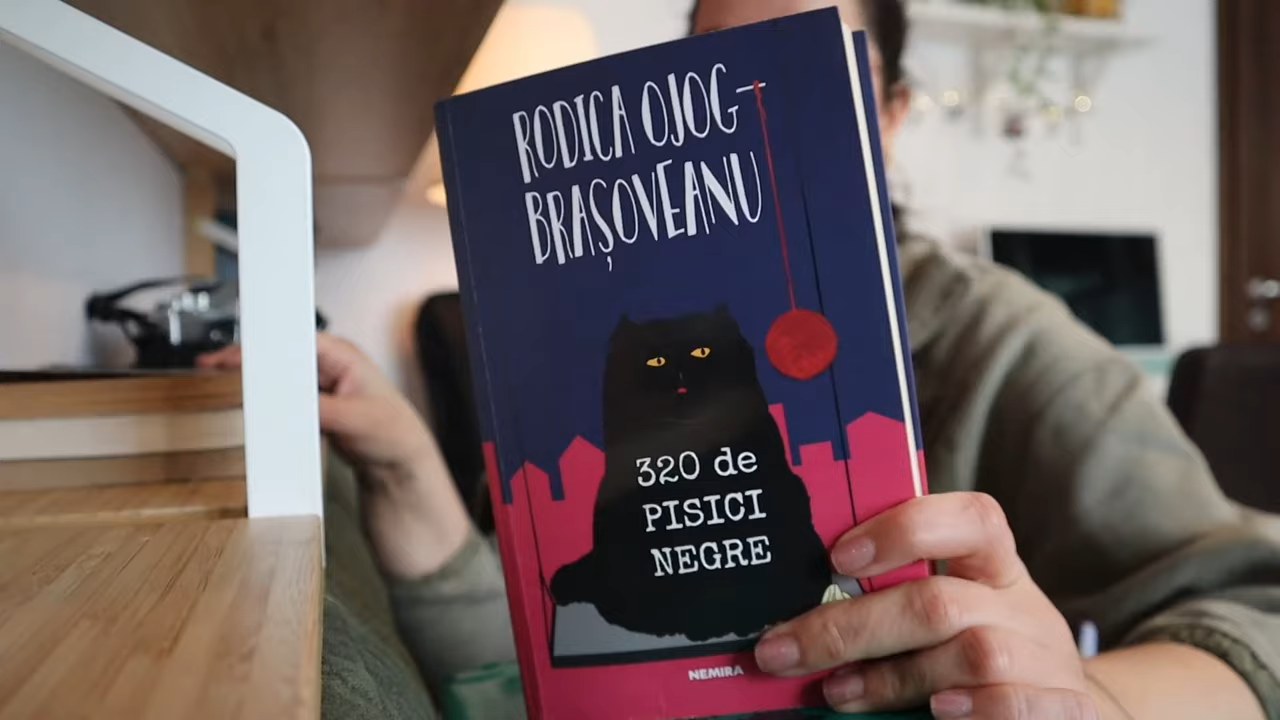 RODICA OJOG-
BRAȘOVEANU
320 de
PISICI
NEGRE
NEMIRA